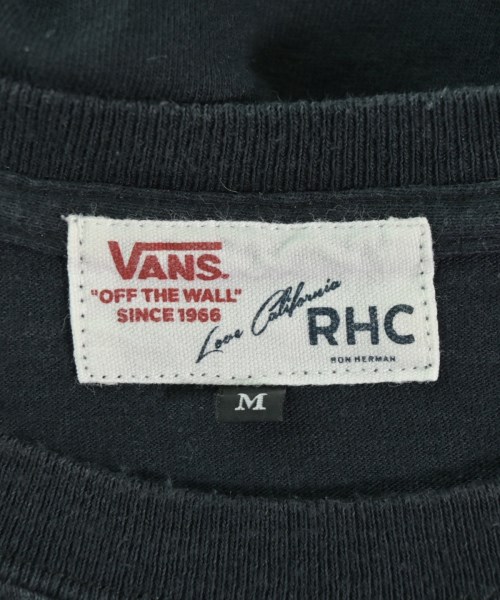 VANS.
"OFF THE WALL"
SINCE 1966
Love California
RHC
RON HERMAN
M